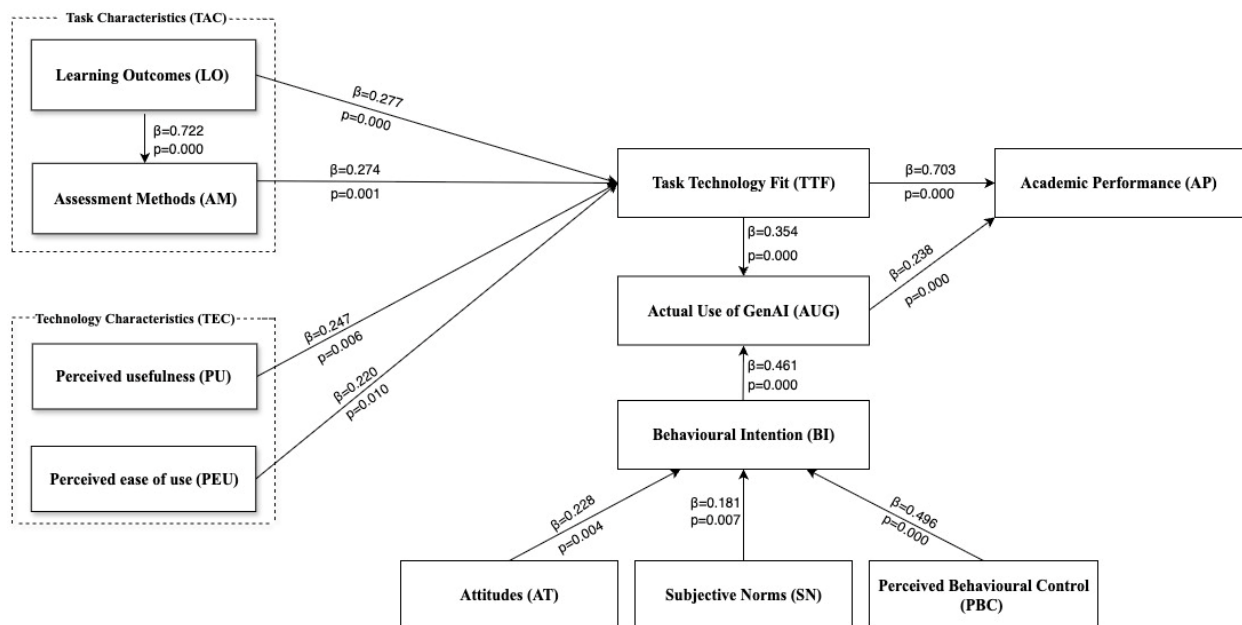 Task Characteristics (TAC)
Learning Outcomes (LO)
β=0.722
p=0.000
Assessment Methods (AM)
β=0.277
p=0.000
β=0.274
p=0.001
Task Technology Fit (TTF)
β=0.703
p=0.000
Academic Performance (AP)
β=0.354
p=0.000
β=0.238
p=0.000
Actual Use of GenAI (AUG)
Technology Characteristics (TEC)
Perceived usefulness (PU)
β=0.247
p=0.006
Perceived ease of use (PEU)
β=0.220
p=0.010
β=0.461
p=0.000
Behavioural Intention (BI)
β=0.228
p=0.004
β=0.181
p=0.007
β=0.496
p=0.000
Attitudes (AT)
Subjective Norms (SN)
Perceived Behavioural Control
(PBC)